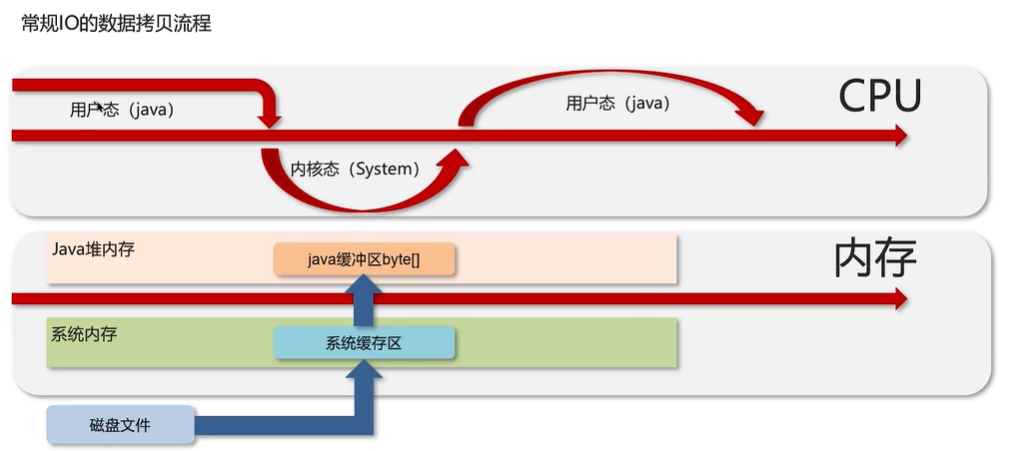 常规IO的数据拷贝流程
CPU
用户态（java）
用户态（java）
内核态（System）
内存
Java堆内存
java缓冲区byte[]
系统内存
系统缓存区
磁盘文件